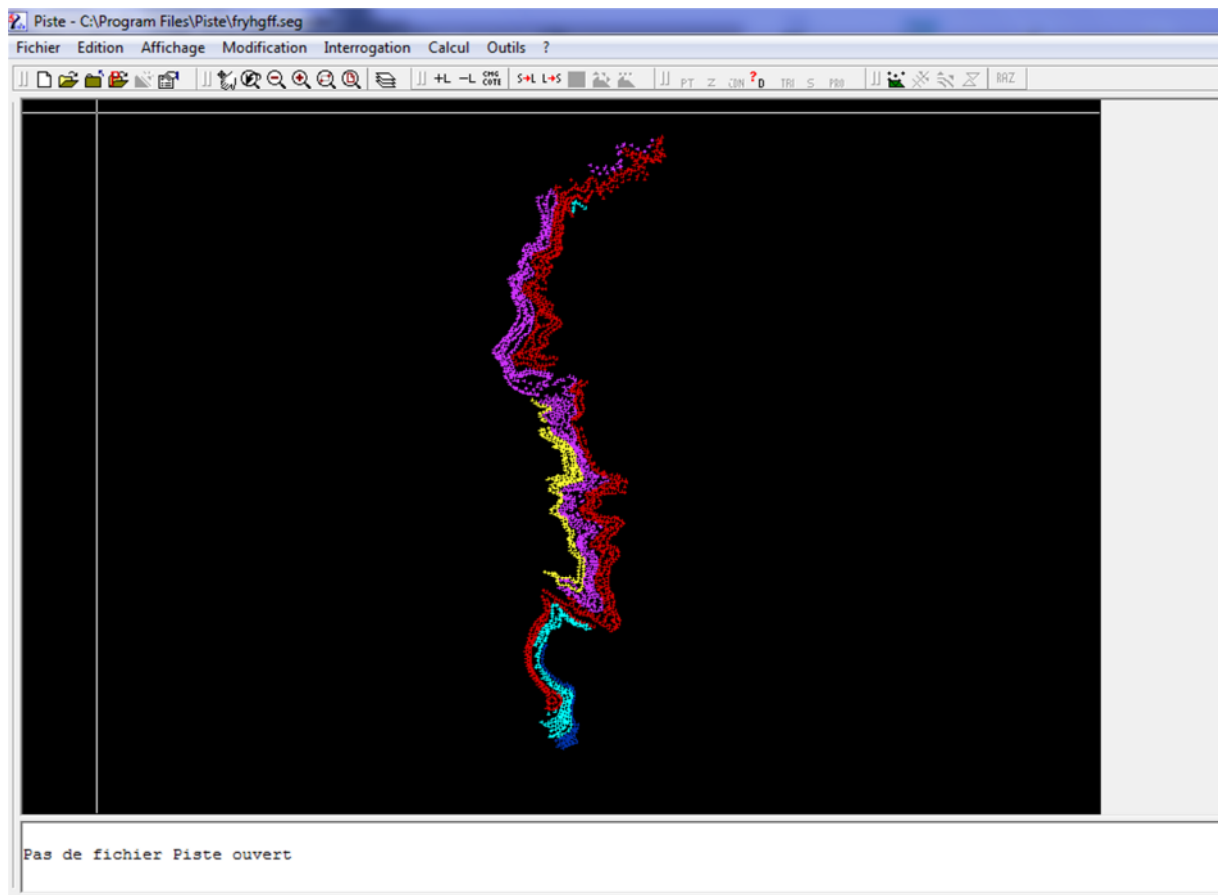 Piste - C:\Program Files\Piste\fryhgff.seg
Fichier Edition Affichage Modification Interrogation Calcul Outils ?
+L -L CMG COTE S→L L→S PT Z CON ?D TRI S PRO RAZ
Pas de fichier Piste ouvert